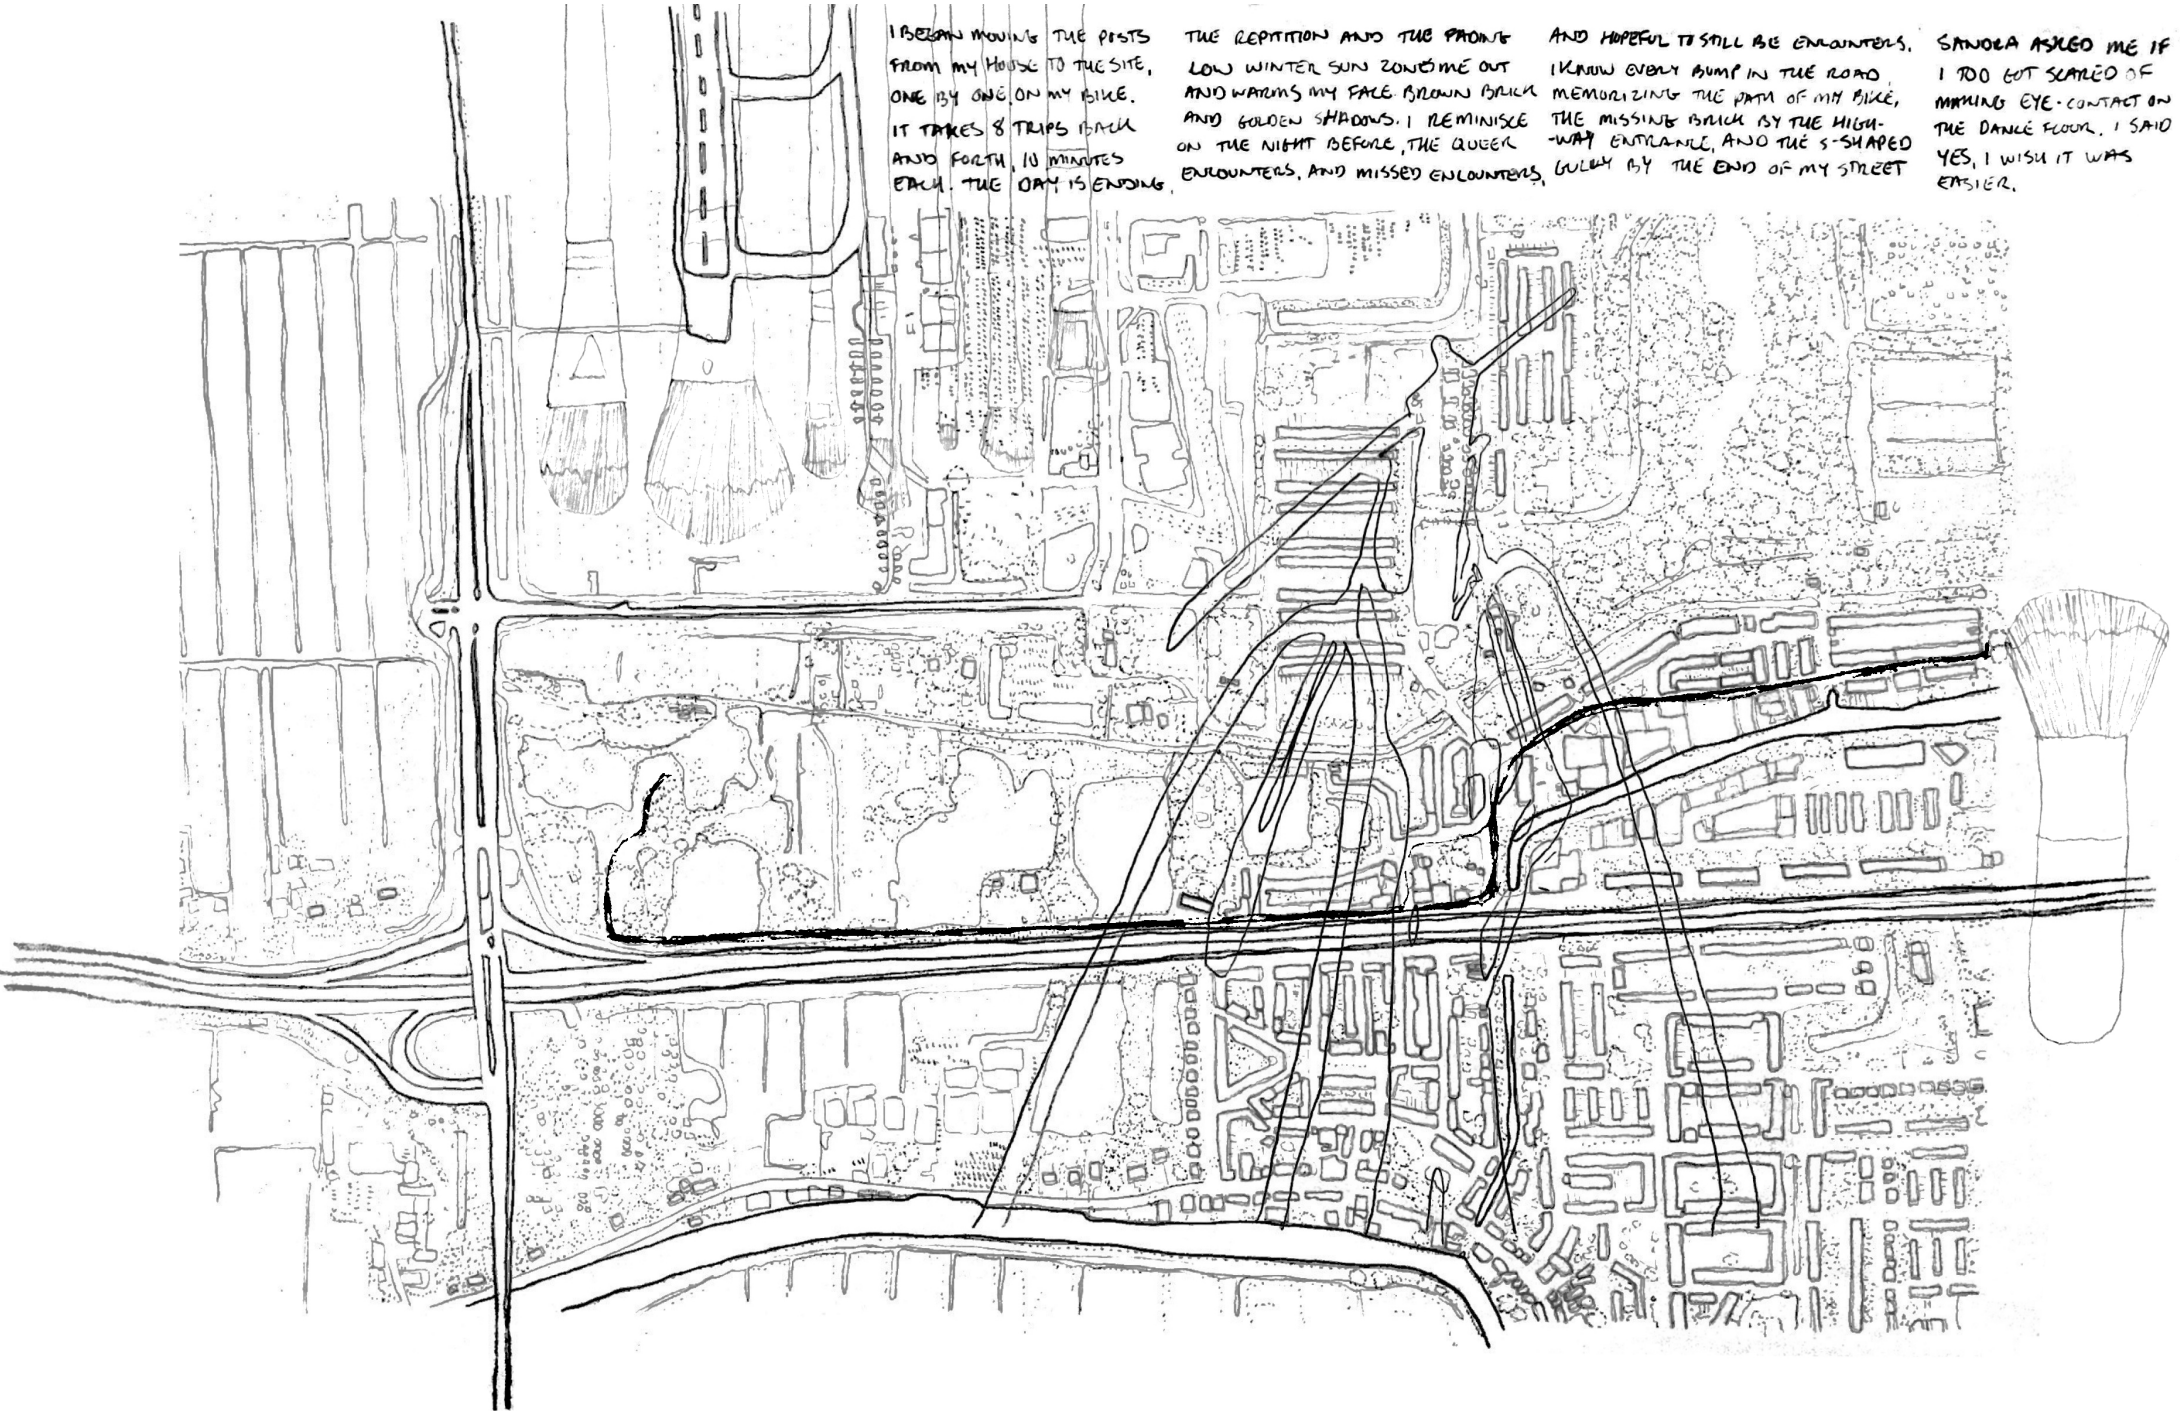 I BEGAN MOVING THE POSTS
FROM MY HOUSE TO THE SITE,
ONE BY ONE, ON MY BIKE.
IT TAKES 8 TRIPS BACK
AND FORTH, 10 MINUTES
EACH. THE DAY IS ENDING,
THE REPITITION AND THE FADING
LOW WINTER SUN ZONES ME OUT
AND WARMS MY FACE. BROWN BRICK
AND GOLDEN SHADOWS. I REMINISCE
ON THE NIGHT BEFORE, THE QUEER
ENCOUNTERS, AND MISSED ENCOUNTERS,
AND HOPEFUL TO STILL BE ENCOUNTERS.
I KNOW EVERY BUMP IN THE ROAD,
MEMORIZING THE PATH OF MY BIKE,
THE MISSING BRICK BY THE HIGH-
-WAY ENTRANCE, AND THE S-SHAPED
GULLY BY THE END OF MY STREET
SANDRA ASKED ME IF
I TOO GOT SCARED OF
MAKING EYE-CONTACT ON
THE DANCE FLOOR. I SAID
YES, I WISH IT WAS
EASIER.